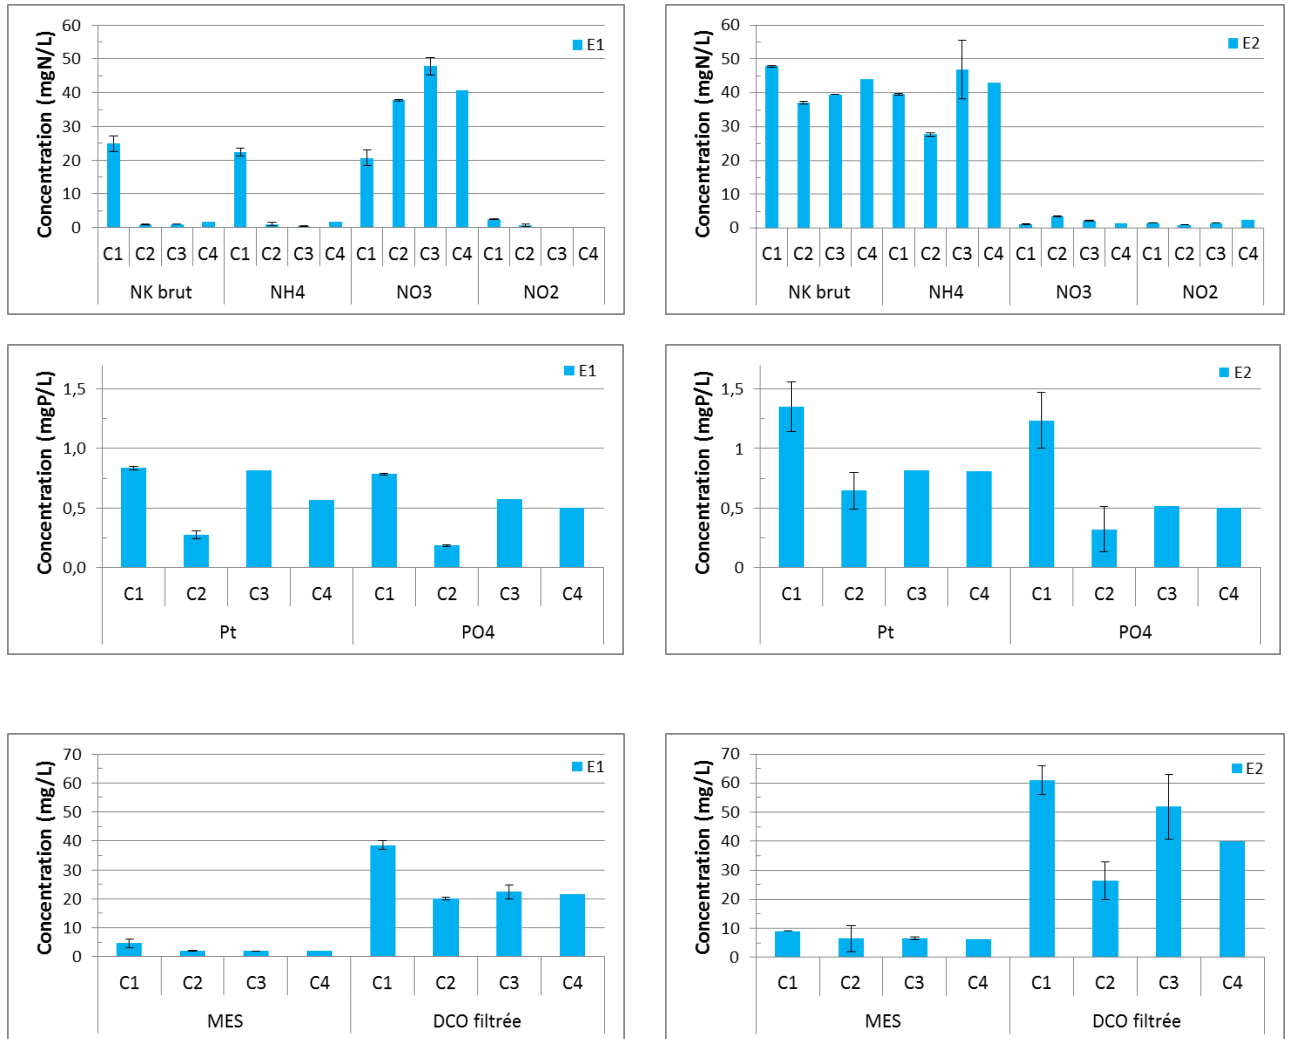 Concentration (mgN/L)
60
50
40
30
20
10
0
E1
C1 C2 C3 C4 C1 C2 C3 C4 C1 C2 C3 C4 C1 C2 C3 C4
NK brut NH4 NO3 NO2
Concentration (mgN/L)
60
50
40
30
20
10
0
E2
C1 C2 C3 C4 C1 C2 C3 C4 C1 C2 C3 C4 C1 C2 C3 C4
NK brut NH4 NO3 NO2
Concentration (mgP/L)
1,5
1,0
0,5
0,0
E1
C1 C2 C3 C4 C1 C2 C3 C4
Pt PO4
Concentration (mgP/L)
1,5
1
0,5
0
E2
C1 C2 C3 C4 C1 C2 C3 C4
Pt PO4
Concentration (mg/L)
70
60
50
40
30
20
10
0
E1
C1 C2 C3 C4 C1 C2 C3 C4
MES DCO filtrée
Concentration (mg/L)
70
60
50
40
30
20
10
0
E2
C1 C2 C3 C4 C1 C2 C3 C4
MES DCO filtrée